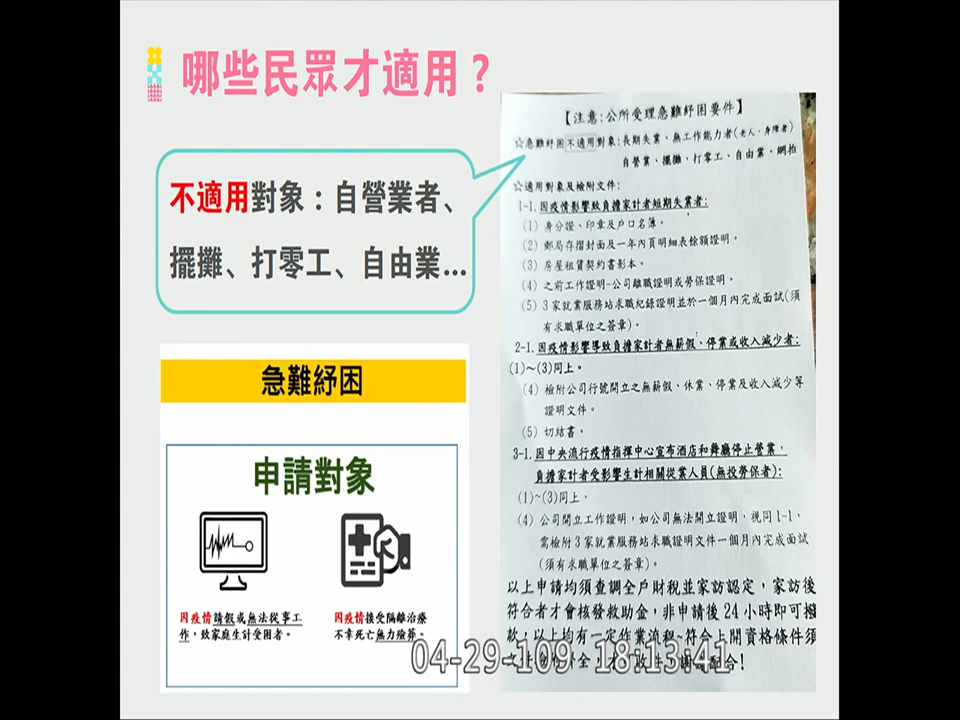 哪些民眾才適用？
不適用對象：自營業者、
擺攤、打零工、自由業...
急難紓困
申請對象
因疫情請假或無法從事工
作，致家庭生計受困者。
因疫情接受隔離治療
不幸死亡無力殮葬。
【注意：公所受理急難紓困要件】
☆急難紓困不適用對象：長期失業、無工作能力者(老人、身障者)
自營業、擺攤、打零工、自由業。網拍
☆適用對象及檢附文件：
1-1.因疫情影響致負擔家計者短期失業者：
(1) 身分證、印章及戶口名簿。
(2) 郵局存摺封面及一年內頁明細表餘額證明。
(3) 房屋租賃契約書影本。
(4) 之前工作證明-公司離職證明或勞保證明。
(5) 3家就業服務站求職紀錄證明並於一個月內完成面試(須
有求職單位之簽章)。
2-1.因疫情影響導致負擔家計者無薪假、停業或收入減少者：
(1)～(3)同上。
(4) 檢附公司行號開立之無薪假、休業、停業及收入減少等
證明文件。
(5) 切結書。
3-1.因中央流行疫情指揮中心宣布酒店和舞廳停止營業，
負擔家計者受影響生計相關從業人員(無投勞保者)：
(1)~(3)同上、
(4) 公司開立工作證明，如公司無法開立證明、視同1-1，
需檢附3家就業服務站求職證明文件一個月內完成面試
(須有求職單位之簽章)。
以上申請均須查調全戶財稅並家訪認定，家訪後
符合者才會核發救助金，非申請後24小時即可撥
款，以上均有一定作業流程~符合上開資格條件須
配合!
04-29-109 18:13:41